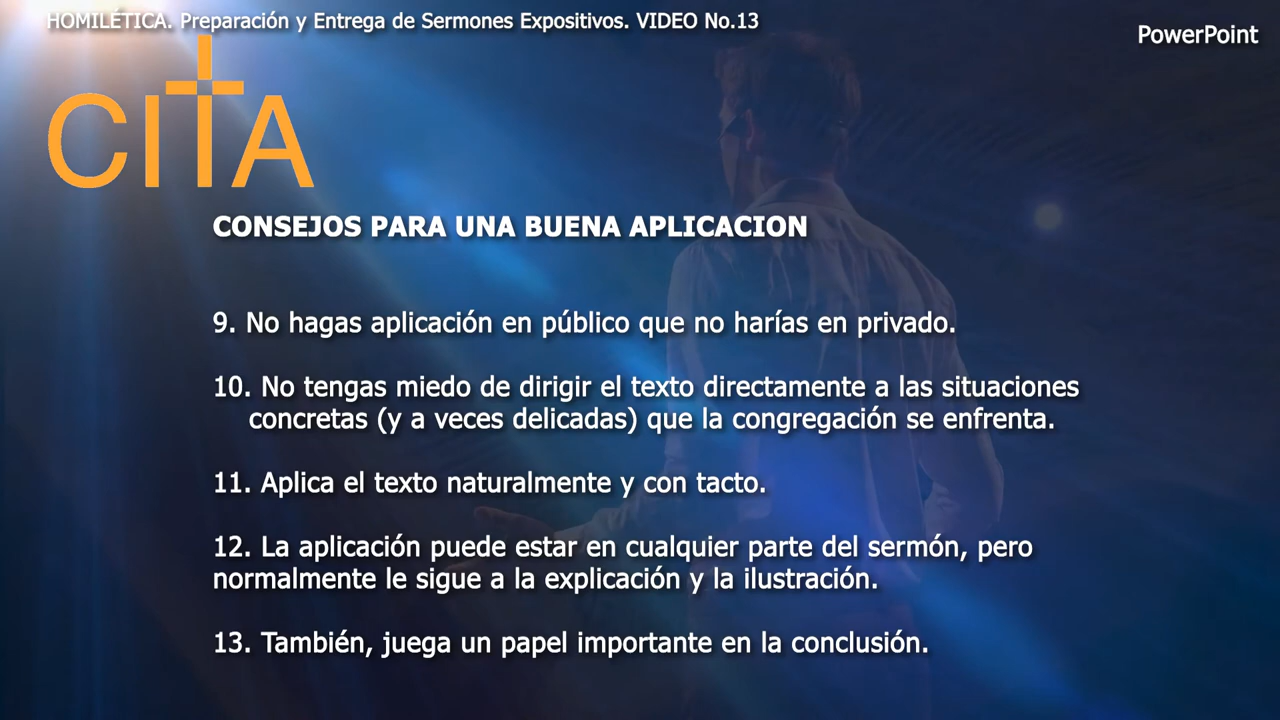 HOMILÉTICA. Preparación y Entrega de Sermones Expositivos. VIDEO No.13
PowerPoint
CITA
CONSEJOS PARA UNA BUENA APLICACION
9. No hagas aplicación en público que no harías en privado.
10. No tengas miedo de dirigir el texto directamente a las situaciones
concretas (y a veces delicadas) que la congregación se enfrenta.
11. Aplica el texto naturalmente y con tacto.
12. La aplicación puede estar en cualquier parte del sermón, pero
normalmente le sigue a la explicación y la ilustración.
13. También, juega un papel importante en la conclusión.